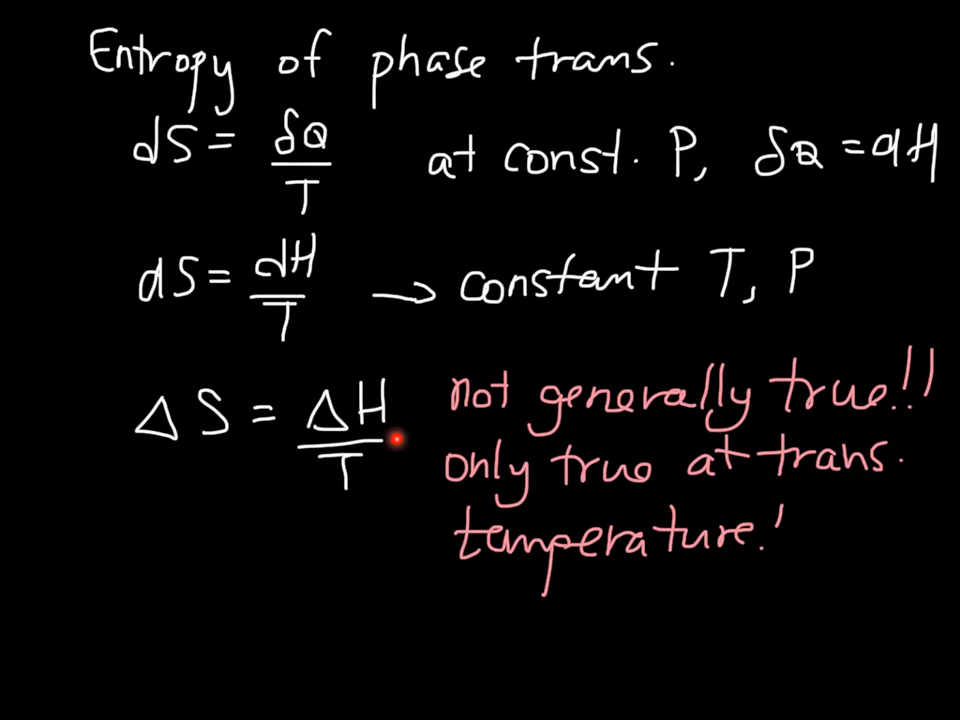 Entropy of phase trans.
dS = δQ/T at const. P, δQ = dH
dS = dH/T → constant T, P
ΔS = ΔH/T not generally true!!
only true at trans.
temperature!